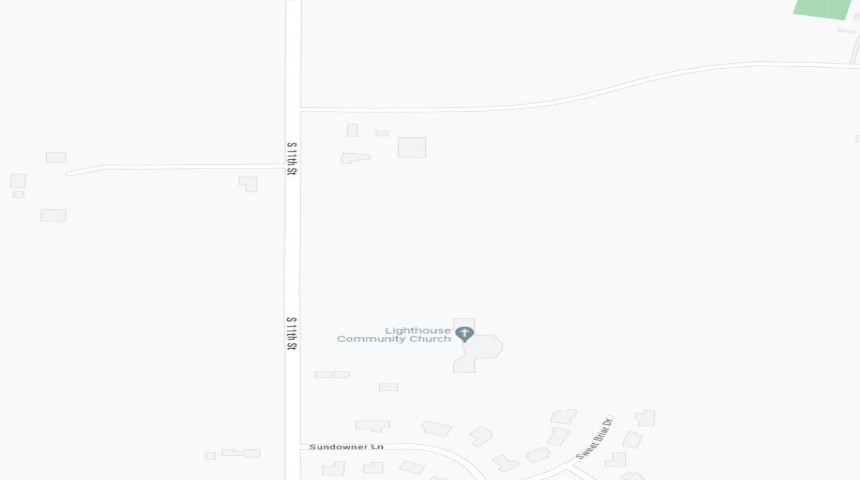 S 11th St
S 11th St
Lighthouse
Community Church
Sundowner Ln
Sweet Briar Dr